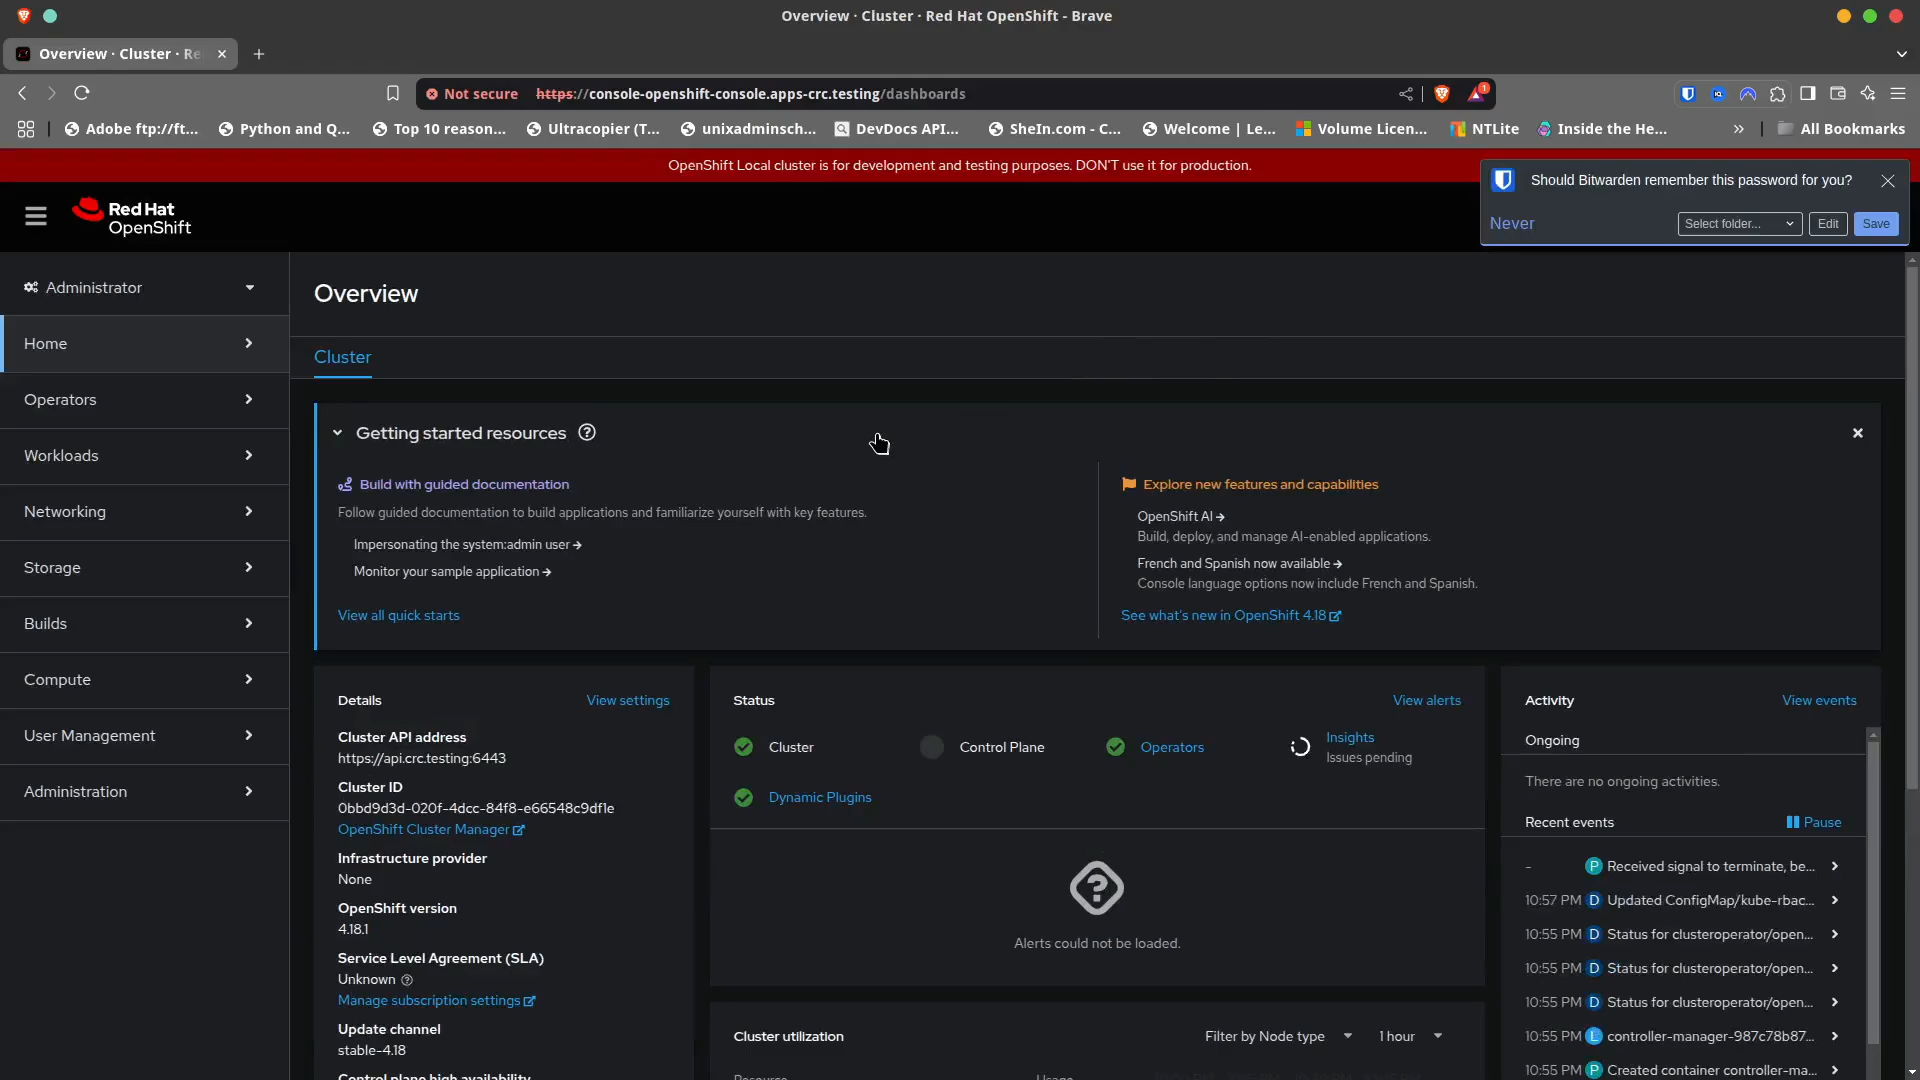 Overview · Cluster · Red Hat OpenShift - Brave
Overview · Cluster · Re
Not secure https://console-openshift-console.apps-crc.testing/dashboards
1
Adobe ftp://ft...
Python and Q...
Top 10 reason...
Ultracopier (T...
unixadminsch...
DevDocs API...
SheIn.com - C...
Welcome | Le...
Volume Licen...
NTLite
Inside the He...
All Bookmarks
OpenShift Local cluster is for development and testing purposes. DON'T use it for production.
Should Bitwarden remember this password for you?
Never
Select folder...
Edit
Save
Red Hat
OpenShift
Administrator
Home
Operators
Workloads
Networking
Storage
Builds
Compute
User Management
Administration
Overview
Cluster
Getting started resources
Build with guided documentation
Follow guided documentation to build applications and familiarize yourself with key features.
Impersonating the system:admin user
Monitor your sample application
View all quick starts
Explore new features and capabilities
OpenShift AI
Build, deploy, and manage AI-enabled applications.
French and Spanish now available
Console language options now include French and Spanish.
See what's new in OpenShift 4.18
Details
View settings
Cluster API address
https://api.crc.testing:6443
Cluster ID
0bbd9d3d-020f-4dcc-84f8-e66548c9df1e
OpenShift Cluster Manager
Infrastructure provider
None
OpenShift version
4.18.1
Service Level Agreement (SLA)
Unknown
Manage subscription settings
Update channel
stable-4.18
Control plane high availability
Status
View alerts
Cluster
Control Plane
Operators
Insights
Issues pending
Dynamic Plugins
Alerts could not be loaded.
Cluster utilization
Filter by Node type
1 hour
Resource
Usage
Activity
View events
Ongoing
There are no ongoing activities.
Recent events
Pause
- P Received signal to terminate, be...
10:57 PM D Updated ConfigMap/kube-rbac...
10:55 PM D Status for clusteroperator/open...
10:55 PM D Status for clusteroperator/open...
10:55 PM D Status for clusteroperator/open...
10:55 PM L controller-manager-987c78b87...
10:55 PM P Created container controller-ma...